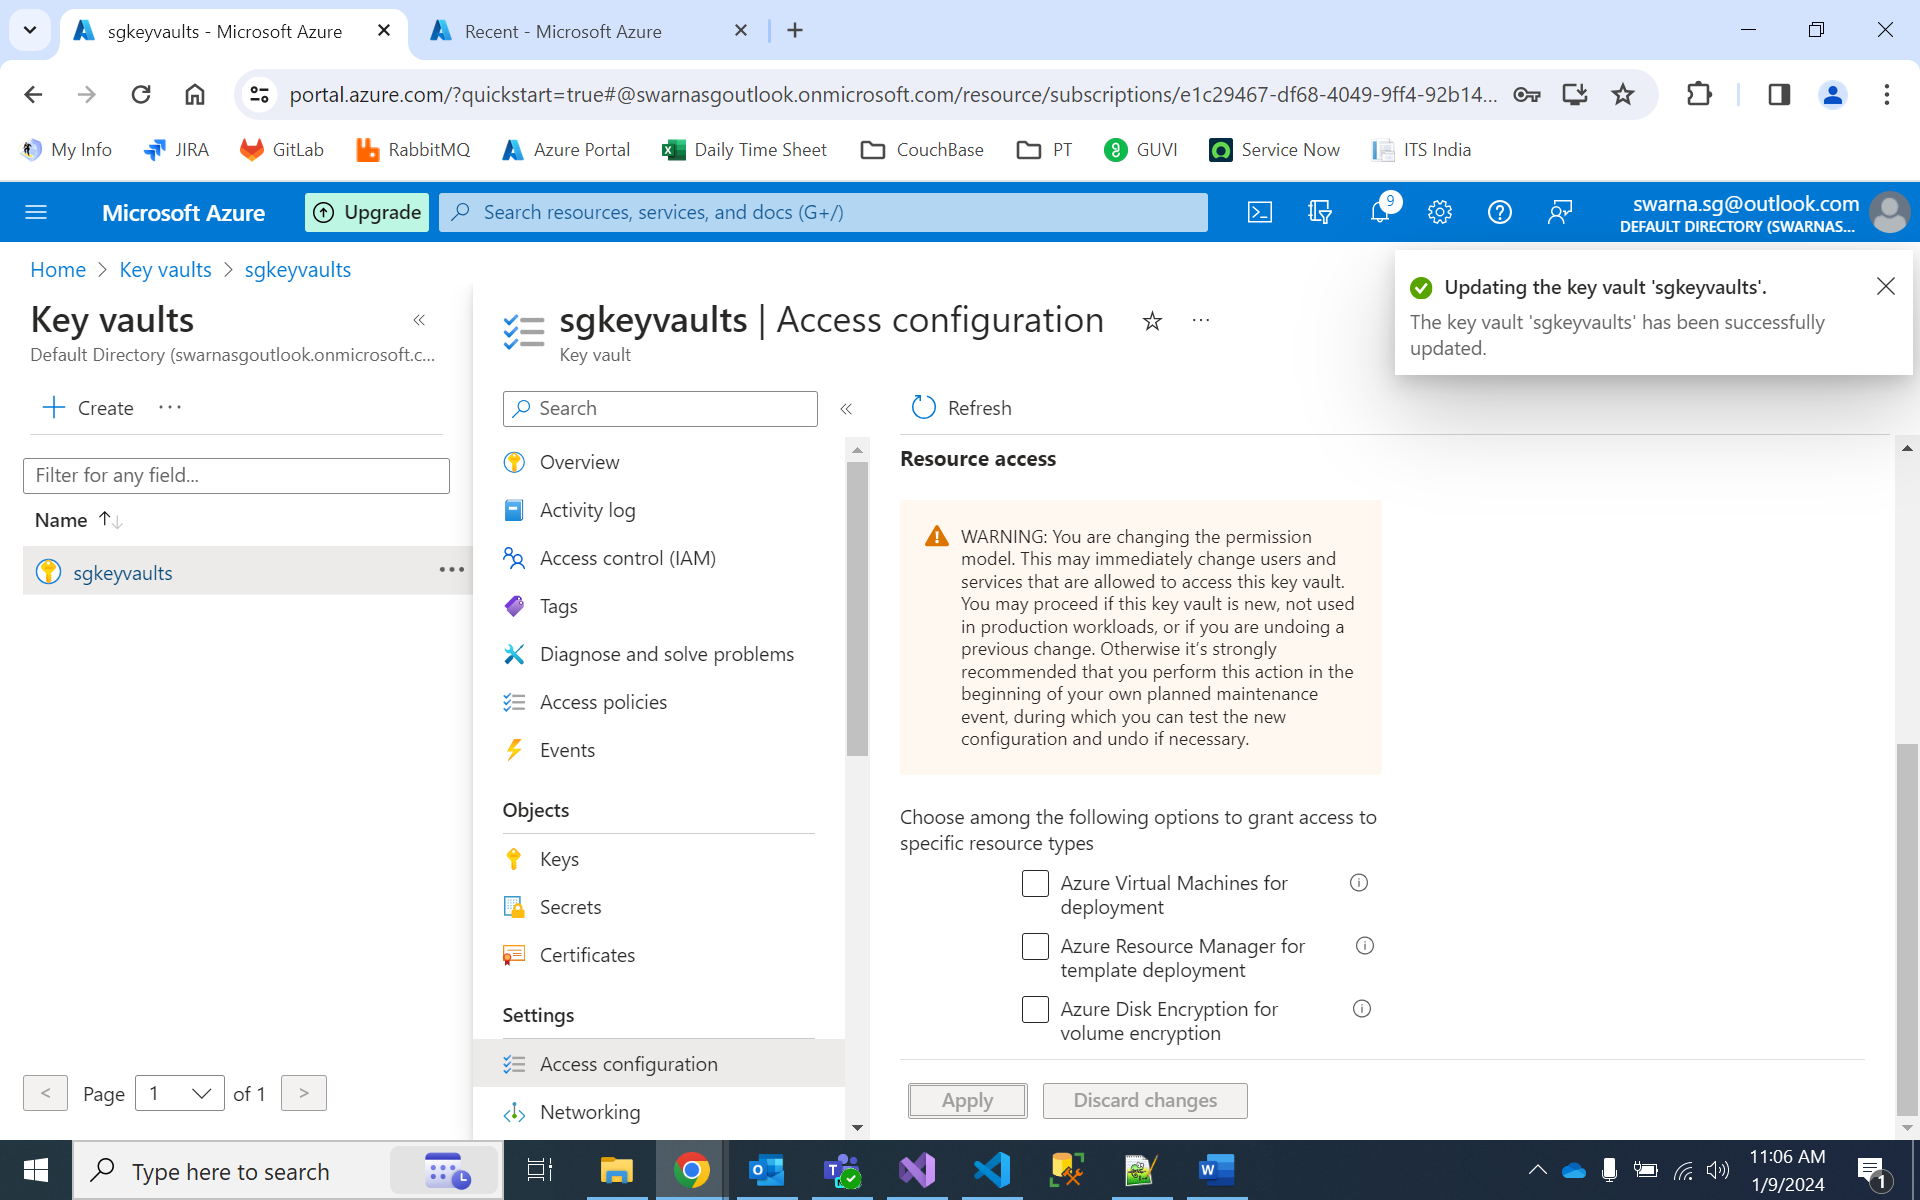 sgkeyvaults - Microsoft Azure
Recent - Microsoft Azure
portal.azure.com/?quickstart=true#@swarnasgoutlook.onmicrosoft.com/resource/subscriptions/e1c29467-df68-4049-9ff4-92b14...
My Info
JIRA
GitLab
RabbitMQ
Azure Portal
Daily Time Sheet
CouchBase
PT
GUVI
Service Now
ITS India
Microsoft Azure
Upgrade
Search resources, services, and docs (G+/)
9
swarna.sg@outlook.com
DEFAULT DIRECTORY (SWARNAS...
Home > Key vaults > sgkeyvaults
Key vaults
Default Directory (swarnasgoutlook.onmicrosoft.c...
Create
Filter for any field...
Name
sgkeyvaults
< Page 1 of 1 >
sgkeyvaults | Access configuration
Key vault
Search
Overview
Activity log
Access control (IAM)
Tags
Diagnose and solve problems
Access policies
Events
Objects
Keys
Secrets
Certificates
Settings
Access configuration
Networking
Refresh
Updating the key vault 'sgkeyvaults'.
The key vault 'sgkeyvaults' has been successfully
updated.
Resource access
WARNING: You are changing the permission
model. This may immediately change users and
services that are allowed to access this key vault.
You may proceed if this key vault is new, not used
in production workloads, or if you are undoing a
previous change. Otherwise it's strongly
recommended that you perform this action in the
beginning of your own planned maintenance
event, during which you can test the new
configuration and undo if necessary.
Choose among the following options to grant access to
specific resource types
Azure Virtual Machines for
deployment
Azure Resource Manager for
template deployment
Azure Disk Encryption for
volume encryption
Apply
Discard changes
Type here to search
11:06 AM
1/9/2024
1